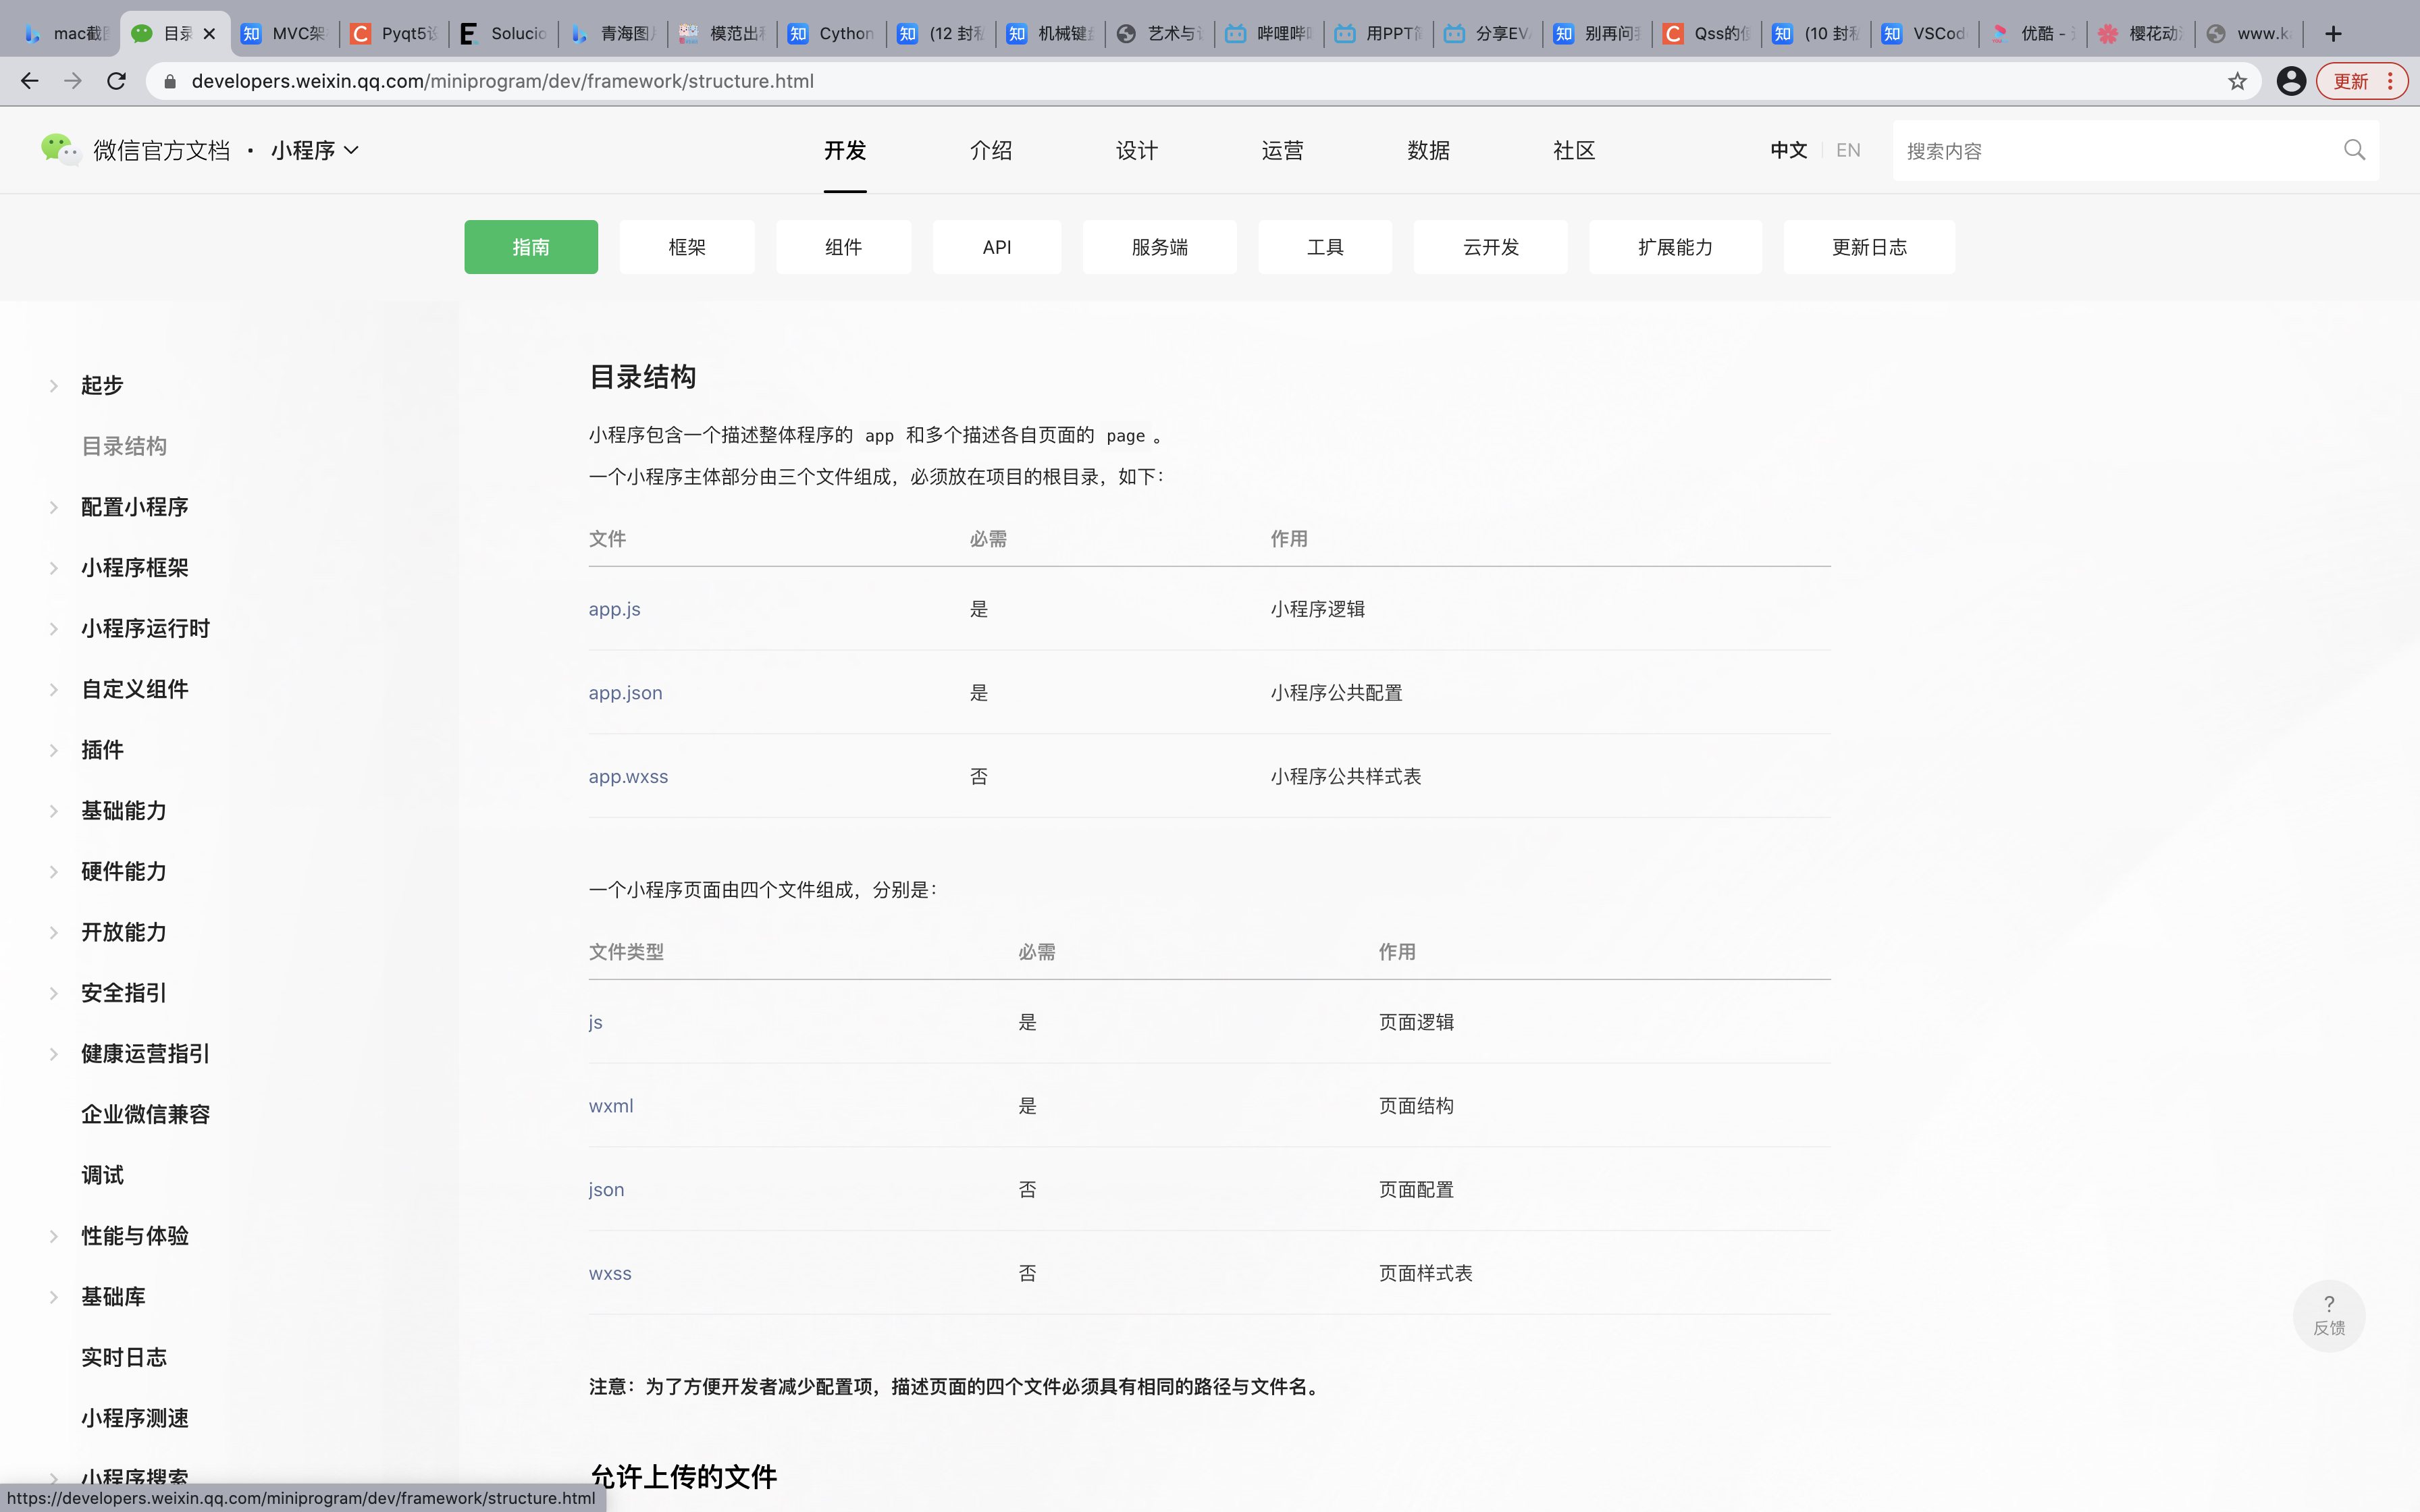 mac截
目录
MVC架
Pyqt5设
Solucio
青海图
模范出
Cython
(12 封私
机械键
艺术与
哔哩哔
用PPT
分享EV
别再问
Qss的
(10 封私
VSCod
优酷 -
樱花动
www.k
developers.weixin.qq.com/miniprogram/dev/framework/structure.html
更新
微信官方文档 · 小程序
开发 介绍 设计 运营 数据 社区
中文 EN
搜索内容
指南 框架 组件 API 服务端 工具 云开发 扩展能力 更新日志
起步
目录结构
配置小程序
小程序框架
小程序运行时
自定义组件
插件
基础能力
硬件能力
开放能力
安全指引
健康运营指引
企业微信兼容
调试
性能与体验
基础库
实时日志
小程序测速
小程序搜索
目录结构
小程序包含一个描述整体程序的 app 和多个描述各自页面的 page 。
一个小程序主体部分由三个文件组成，必须放在项目的根目录，如下：
文件 必需 作用
app.js 是 小程序逻辑
app.json 是 小程序公共配置
app.wxss 否 小程序公共样式表
一个小程序页面由四个文件组成，分别是：
文件类型 必需 作用
js 是 页面逻辑
wxml 是 页面结构
json 否 页面配置
wxss 否 页面样式表
注意：为了方便开发者减少配置项，描述页面的四个文件必须具有相同的路径与文件名。
允许上传的文件
?
反馈
https://developers.weixin.qq.com/miniprogram/dev/framework/structure.html